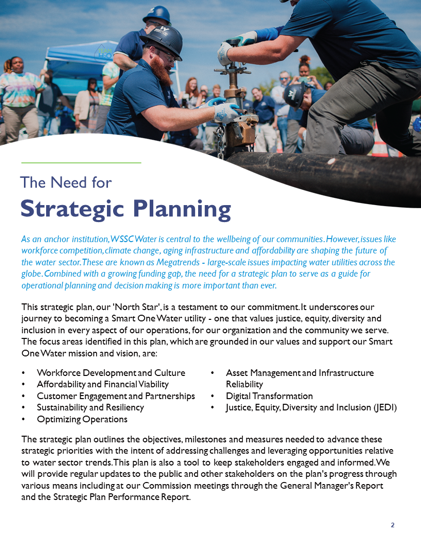 The Need for
Strategic Planning
As an anchor institution, WSSC Water is central to the wellbeing of our communities. However, issues like
workforce competition, climate change, aging infrastructure and affordability are shaping the future of
the water sector. These are known as Megatrends - large-scale issues impacting water utilities across the
globe. Combined with a growing funding gap, the need for a strategic plan to serve as a guide for
operational planning and decision making is more important than ever.
This strategic plan, our 'North Star', is a testament to our commitment. It underscores our
journey to becoming a Smart One Water utility - one that values justice, equity, diversity and
inclusion in every aspect of our operations, for our organization and the community we serve.
The focus areas identified in this plan, which are grounded in our values and support our Smart
One Water mission and vision, are:
• Workforce Development and Culture
• Affordability and Financial Viability
• Customer Engagement and Partnerships
• Sustainability and Resiliency
• Optimizing Operations
• Asset Management and Infrastructure
Reliability
• Digital Transformation
• Justice, Equity, Diversity and Inclusion (JEDI)
The strategic plan outlines the objectives, milestones and measures needed to advance these
strategic priorities with the intent of addressing challenges and leveraging opportunities relative
to water sector trends. This plan is also a tool to keep stakeholders engaged and informed. We
will provide regular updates to the public and other stakeholders on the plan's progress through
various means including at our Commission meetings through the General Manager's Report
and the Strategic Plan Performance Report.
2